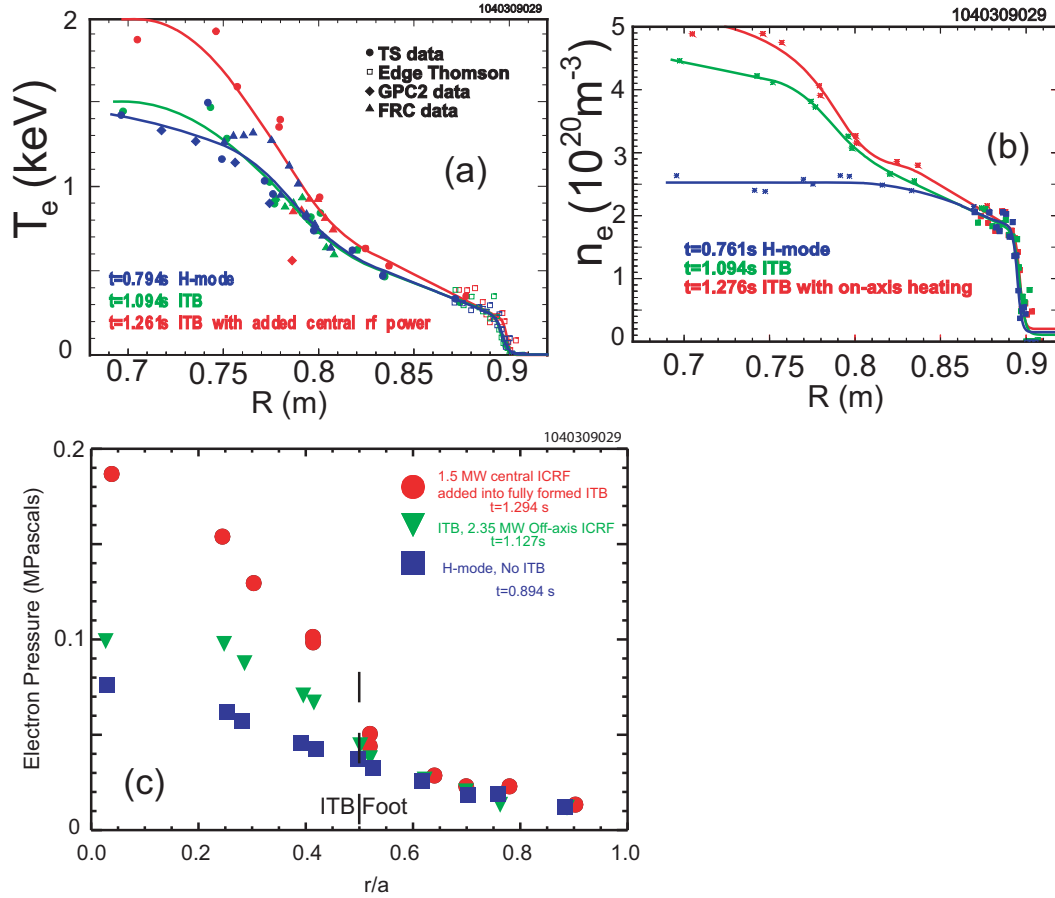 1040309029
2
1
0
T_e (keV)
TS data
Edge Thomson
GPC2 data
FRC data
(a)
t=0.794s H-mode
t=1.094s ITB
t=1.261s ITB with added central rf power
0.7 0.75 0.8 0.85 0.9
R (m)
1040309029
5
4
3
2
1
0
n_e (10^20 m^-3)
(b)
t=0.761s H-mode
t=1.094s ITB
t=1.276s ITB with on-axis heating
0.7 0.75 0.8 0.85 0.9
R (m)
1040309029
0.2
0.1
0
Electron Pressure (MPascals)
1.5 MW central ICRF
added into fully formed ITB
t=1.294 s
ITB, 2.35 MW Off-axis ICRF
t=1.127s
H-mode, No ITB
t=0.894 s
(c)
ITB Foot
0.0 0.2 0.4 0.6 0.8 1.0
r/a